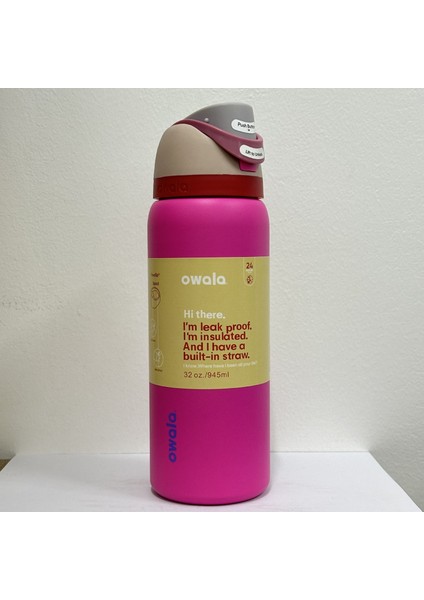 Push Button
Lift to
owala
24
Hi there,
I'm leak proof.
I'm insulated.
And I have a
built-in straw.
32 oz./945ml
owala